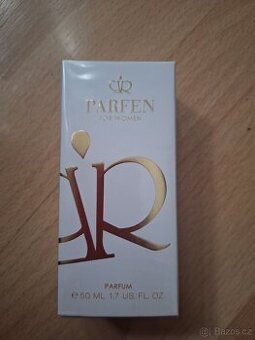 PARFEN
FOR WOMEN
PARFUM
℮ 50 ML 1.7 US. FL. OZ
Bazos.cz